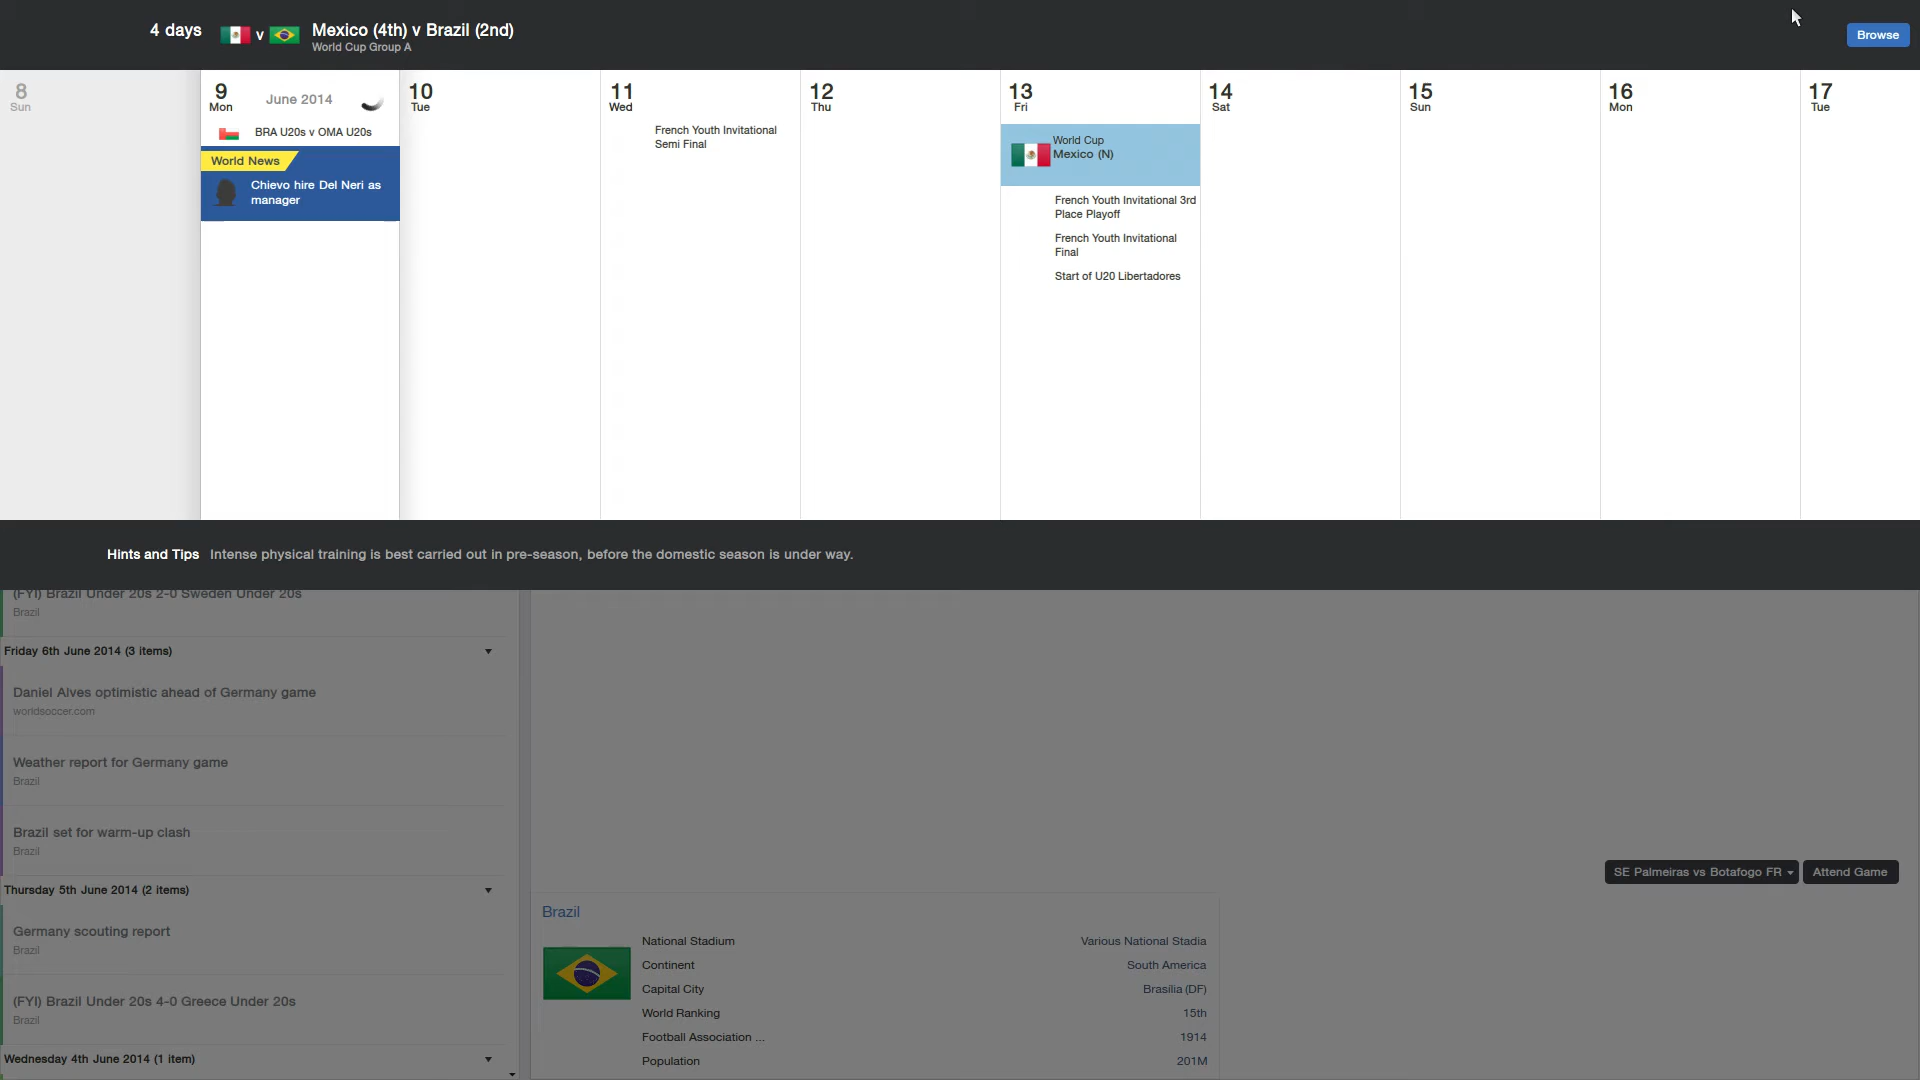 4 days
v
Mexico (4th) v Brazil (2nd)
World Cup Group A
Browse
8
Sun
9
Mon
June 2014
10
Tue
11
Wed
12
Thu
13
Fri
14
Sat
15
Sun
16
Mon
17
Tue
BRA U20s v OMA U20s
World News
Chievo hire Del Neri as
manager
French Youth Invitational
Semi Final
World Cup
Mexico (N)
French Youth Invitational 3rd
Place Playoff
French Youth Invitational
Final
Start of U20 Libertadores
Hints and Tips Intense physical training is best carried out in pre-season, before the domestic season is under way.
(FYI) Brazil Under 20s 2-0 Sweden Under 20s
Brazil
Friday 6th June 2014 (3 items)
Daniel Alves optimistic ahead of Germany game
worldsoccer.com
Weather report for Germany game
Brazil
Brazil set for warm-up clash
Brazil
Thursday 5th June 2014 (2 items)
Germany scouting report
Brazil
(FYI) Brazil Under 20s 4-0 Greece Under 20s
Brazil
Wednesday 4th June 2014 (1 item)
SE Palmeiras vs Botafogo FR
Attend Game
Brazil
National Stadium Various National Stadia
Continent South America
Capital City Brasília (DF)
World Ranking 15th
Football Association ... 1914
Population 201M